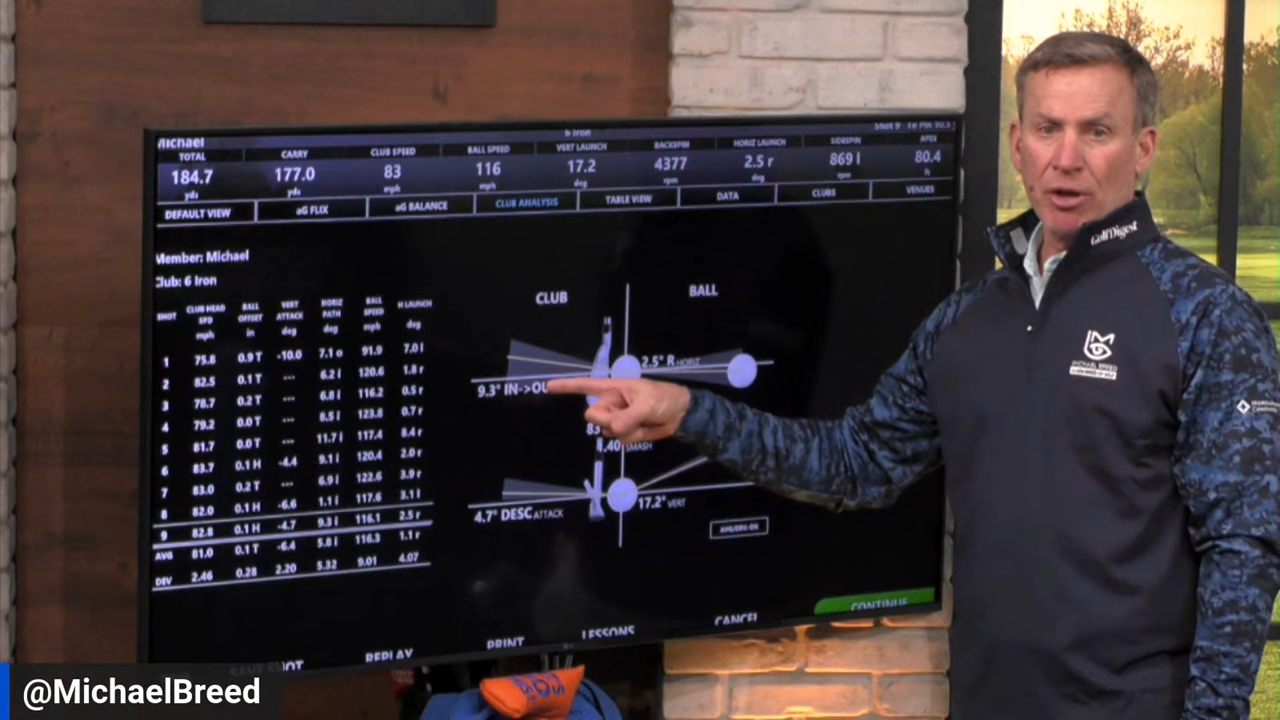 Michael
6 Iron
Shot 9
TOTAL CARRY CLUB SPEED BALL SPEED VERT LAUNCH BACKSPIN HORIZ LAUNCH SIDESPIN APEX
184.7 177.0 83 116 17.2 4377 2.5 r 869 l 80.4
yds yds mph mph deg rpm deg rpm ft
DEFAULT VIEW aG FLIX aG BALANCE CLUB ANALYSIS TABLE VIEW DATA CLUBS VENUES
Member: Michael
Club: 6 Iron
SHOT CLUB HEAD SPD BALL OFFSET VERT ATTACK HORIZ PATH BALL SPEED H LAUNCH
mph in deg deg mph deg
1 75.8 0.9 T -10.0 7.1 o 91.9 7.0 l
2 82.5 0.1 T --- 6.2 l 120.6 1.8 r
3 78.7 0.2 T --- 6.8 l 116.2 0.5 r
4 79.2 0.0 T --- 8.5 l 123.8 0.7 r
5 81.7 0.0 T --- 11.7 l 117.4 8.4 r
6 83.7 0.1 H -4.4 9.1 l 120.4 2.0 r
7 83.0 0.2 T --- 6.9 l 122.6 3.9 r
8 82.0 0.1 H -6.6 1.1 l 117.6 3.1 l
9 82.8 0.1 H -4.7 9.3 l 116.1 2.5 r
AVG 81.0 0.1 T -6.4 5.8 l 116.3 1.1 r
DEV 2.46 0.28 2.20 5.32 9.01 4.07
CLUB BALL
2.5° R HORIZ
9.3° IN->OU
83
1.40 SMASH
4.7° DESC ATTACK
17.2° VERT
CONTINUE
SHOT REPLAY PRINT LESSONS CANCEL
GolfDigest
MICHAEL BREED
@MichaelBreed